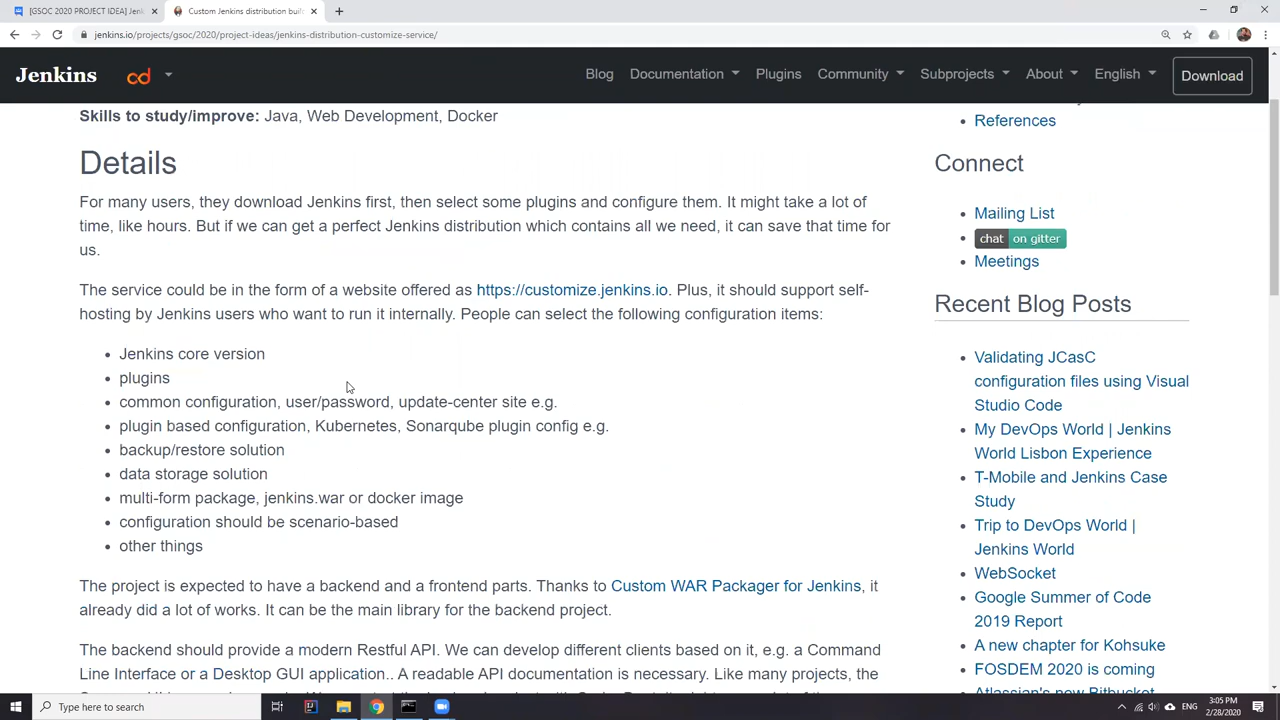 [GSOC 2020 PROJECT IDEA] Jenk
Custom Jenkins distribution buil
jenkins.io/projects/gsoc/2020/project-ideas/jenkins-distribution-customize-service/
Jenkins
cd
Blog
Documentation
Plugins
Community
Subprojects
About
English
Download
Skills to study/improve: Java, Web Development, Docker
Details
For many users, they download Jenkins first, then select some plugins and configure them. It might take a lot of
time, like hours. But if we can get a perfect Jenkins distribution which contains all we need, it can save that time for
us.
The service could be in the form of a website offered as https://customize.jenkins.io. Plus, it should support self-
hosting by Jenkins users who want to run it internally. People can select the following configuration items:
Jenkins core version
plugins
common configuration, user/password, update-center site e.g.
plugin based configuration, Kubernetes, Sonarqube plugin config e.g.
backup/restore solution
data storage solution
multi-form package, jenkins.war or docker image
configuration should be scenario-based
other things
The project is expected to have a backend and a frontend parts. Thanks to Custom WAR Packager for Jenkins, it
already did a lot of works. It can be the main library for the backend project.
The backend should provide a modern Restful API. We can develop different clients based on it, e.g. a Command
Line Interface or a Desktop GUI application.. A readable API documentation is necessary. Like many projects, the
References
Connect
Mailing List
chat on gitter
Meetings
Recent Blog Posts
Validating JCasC
configuration files using Visual
Studio Code
My DevOps World | Jenkins
World Lisbon Experience
T-Mobile and Jenkins Case
Study
Trip to DevOps World |
Jenkins World
WebSocket
Google Summer of Code
2019 Report
A new chapter for Kohsuke
FOSDEM 2020 is coming
Atlassian's new Bitbucket
Type here to search
ENG
3:05 PM
2/28/2020